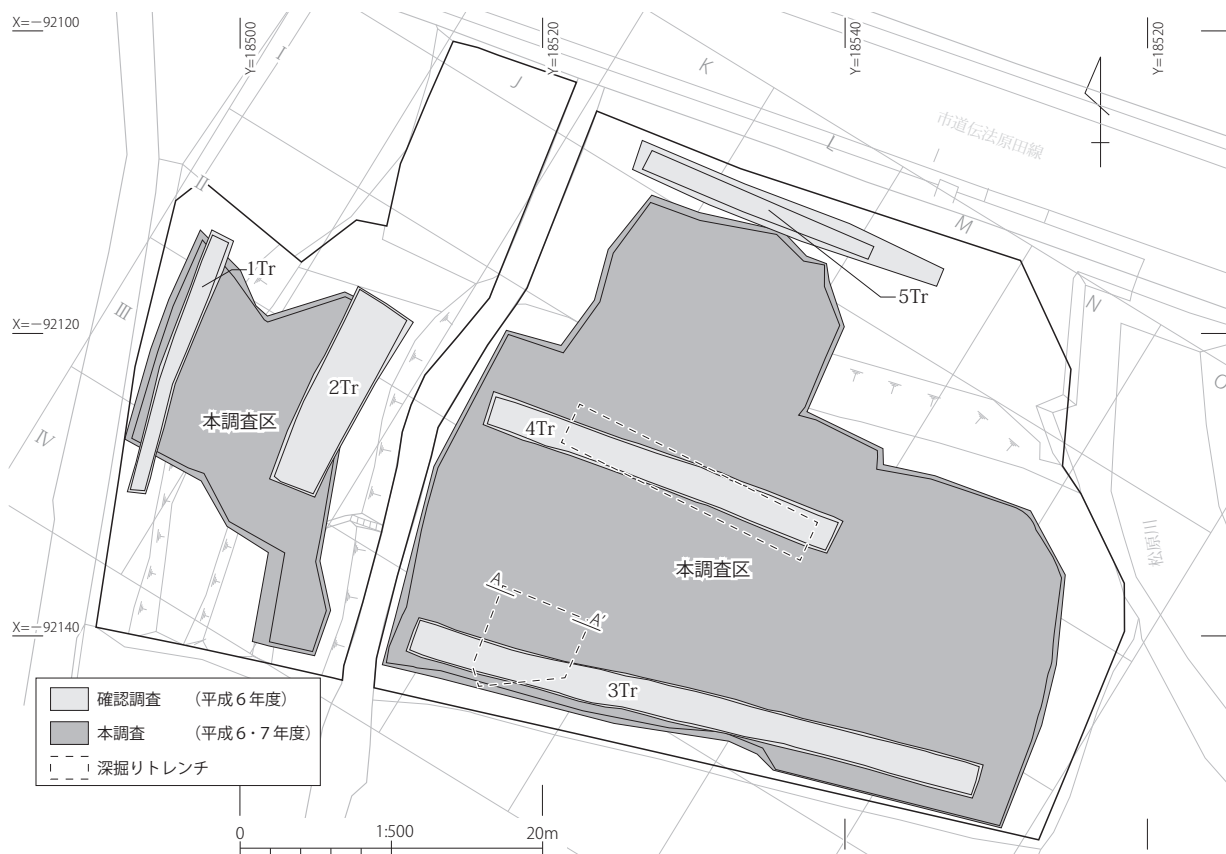 X=−92100
Y=18500
Y=18520
Y=18540
Y=18520
I
J
K
L
市道伝法原田線
II
M
1Tr
5Tr
N
III
X=−92120
O
2Tr
本調査区
4Tr
IV
松原川
本調査区
A
A'
X=−92140
3Tr
確認調査 (平成6年度)
本調査 (平成6・7年度)
深掘りトレンチ
0 1:500 20m